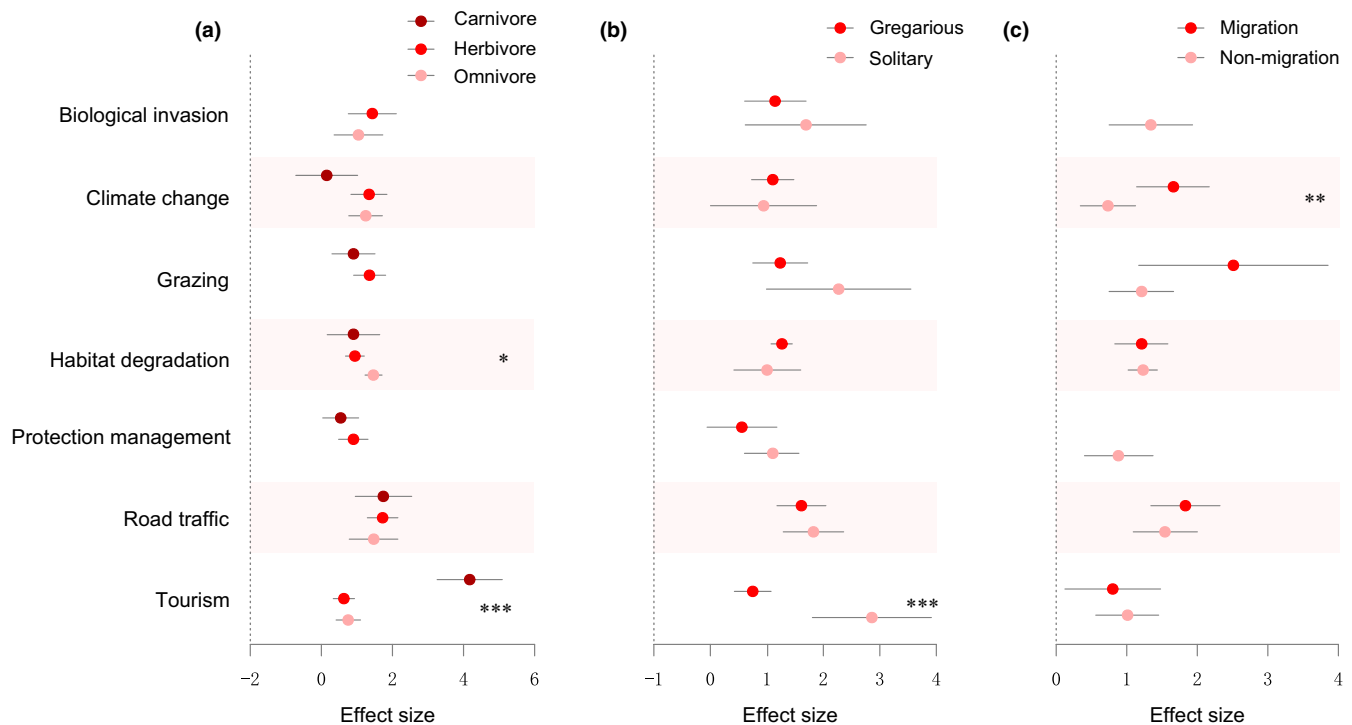 (a)
Carnivore
Herbivore
Omnivore
(b)
Gregarious
Solitary
(c)
Migration
Non-migration
Biological invasion
Climate change
**
Grazing
Habitat degradation
*
Protection management
Road traffic
Tourism
***
***
-2 0 2 4 6
-1 0 1 2 3 4
0 1 2 3 4
Effect size
Effect size
Effect size